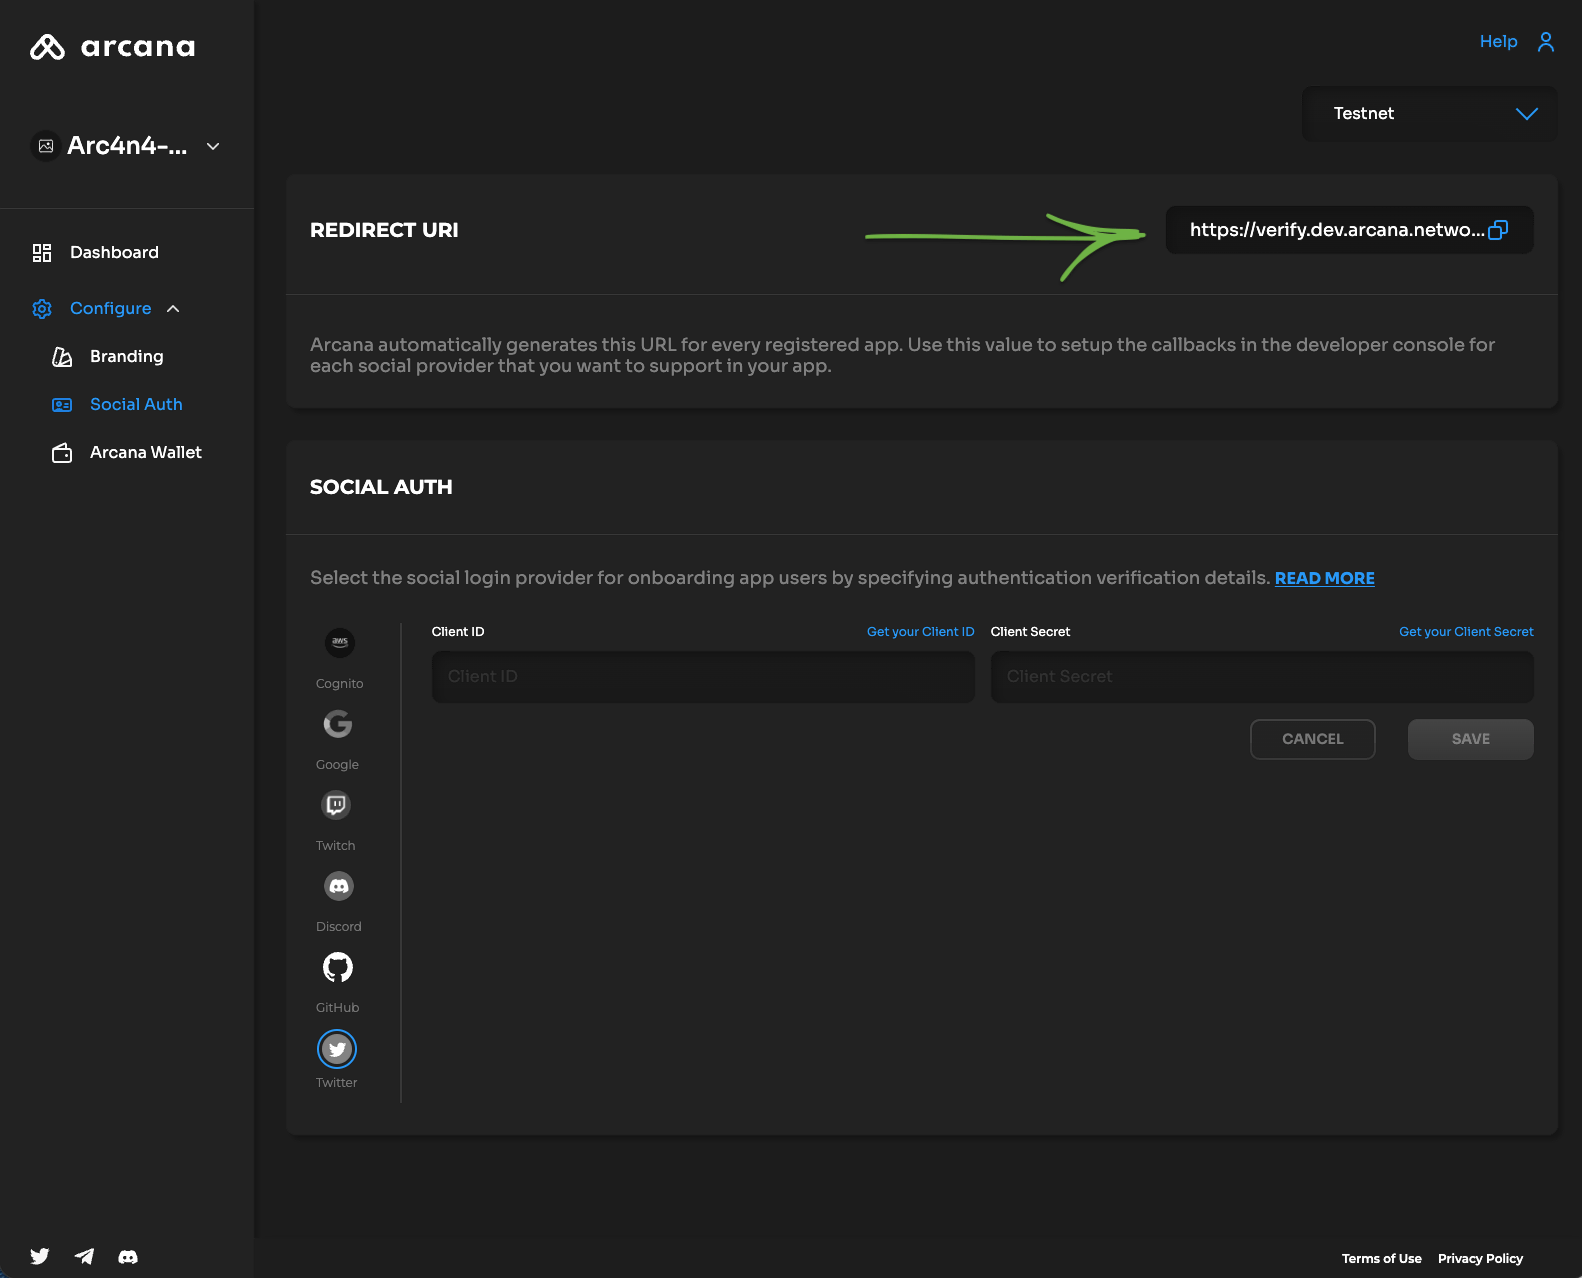 arcana
Help
Testnet
Arc4n4-...
Dashboard
Configure
Branding
Social Auth
Arcana Wallet
REDIRECT URI
https://verify.dev.arcana.netwo...
Arcana automatically generates this URL for every registered app. Use this value to setup the callbacks in the developer console for
each social provider that you want to support in your app.
SOCIAL AUTH
Select the social login provider for onboarding app users by specifying authentication verification details. READ MORE
aws
Cognito
Google
Twitch
Discord
GitHub
Twitter
Client ID
Get your Client ID
Client ID
Client Secret
Get your Client Secret
Client Secret
CANCEL
SAVE
Terms of Use
Privacy Policy